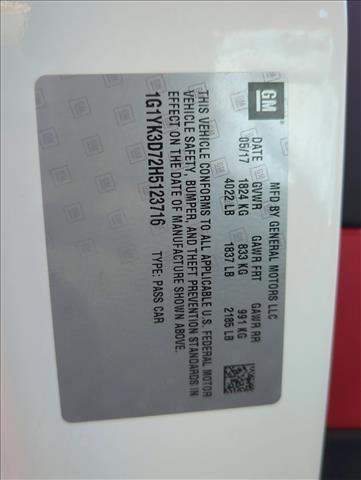 GM
MFD BY GENERAL MOTORS LLC
DATE GVWR GAWR FRT GAWR RR
05/17 1824 KG 833 KG 991 KG
4022 LB 1837 LB 2185 LB
THIS VEHICLE CONFORMS TO ALL APPLICABLE U.S. FEDERAL MOTOR
VEHICLE SAFETY, BUMPER, AND THEFT PREVENTION STANDARDS IN
EFFECT ON THE DATE OF MANUFACTURE SHOWN ABOVE.
1G1YK3D72H5123716 TYPE: PASS CAR